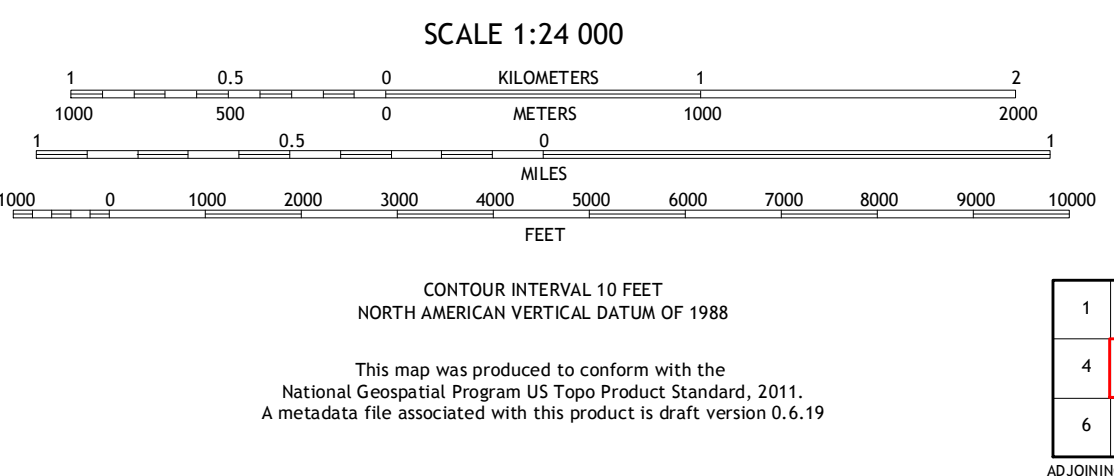 SCALE 1:24 000
1 0.5 0 KILOMETERS 1 2
1000 500 0 METERS 1000 2000
1 0.5 0 1
MILES
1000 0 1000 2000 3000 4000 5000 6000 7000 8000 9000 10000
FEET
CONTOUR INTERVAL 10 FEET
NORTH AMERICAN VERTICAL DATUM OF 1988
This map was produced to conform with the
National Geospatial Program US Topo Product Standard, 2011.
A metadata file associated with this product is draft version 0.6.19
1
4
6
ADJOININ